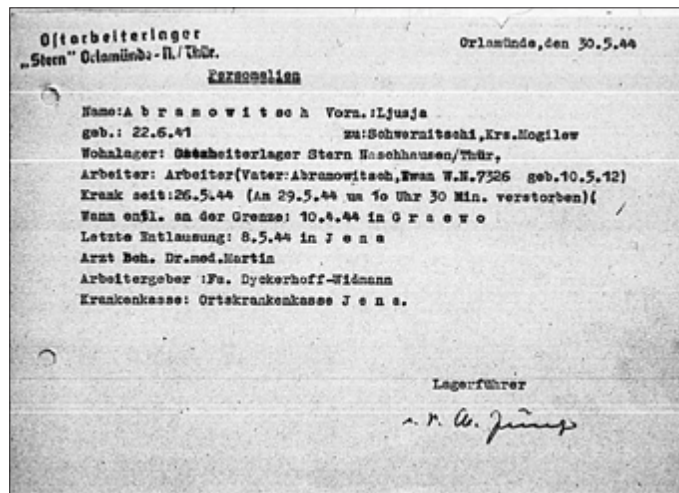 Ostarbeiterlager
„Stern" Orlamünde-N./Thür.
Orlamünde,den 30.5.44
Personalien
Name:A b r a m o w i t s c h Vorn.:Ljusja
geb.: 22.6.41 zu:Schwernitschi,Krs.Mogilew
Wohnlager: Ostarbeiterlager Stern Naschhausen/Thür,
Arbeiter: Arbeiter(Vater:Abramowitsch,Iwan W.N.7326 geb.10.5.12)
Krank seit:26.5.44 (Am 29.5.44 um 10 Uhr 30 Min. verstorben)(
Wann entl. an der Grenze: 10.4.44 in G r a e w o
Letzte Entlausung: 8.5.44 in J e n a
Arzt Beh. Dr.med.Martin
Arbeitergeber :Fa. Dyckerhoff-Widmann
Krankenkasse: Ortskrankenkasse J e n a.
Lagerführer